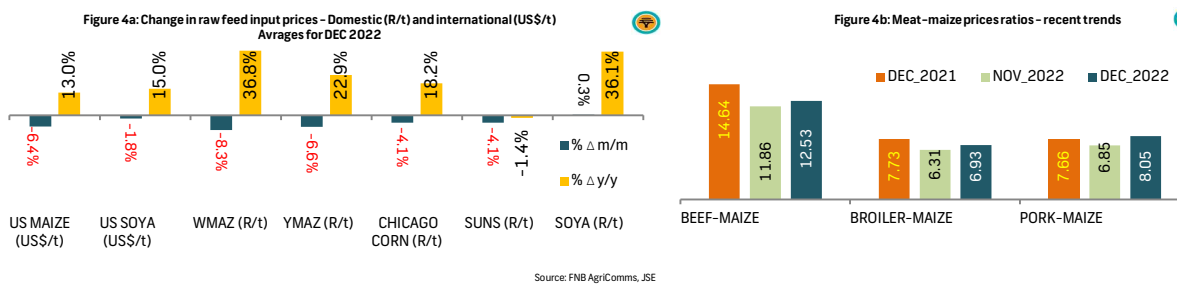 Figure 4a: Change in raw feed input prices – Domestic (R/t) and international (US$/t)
Avrages for DEC 2022
-6.4%
13.0%
-1.8%
15.0%
-8.3%
36.8%
-6.6%
22.9%
-4.1%
18.2%
-4.1%
-1.4%
0.3%
36.1%
% Δ m/m
% Δ y/y
US MAIZE
(US$/t)
US SOYA
(US$/t)
WMAZ (R/t)
YMAZ (R/t)
CHICAGO
CORN (R/t)
SUNS (R/t)
SOYA (R/t)
Figure 4b: Meat-maize prices ratios – recent trends
DEC_2021
NOV_2022
DEC_2022
14.64
11.86
12.53
7.73
6.31
6.93
7.66
6.85
8.05
BEEF-MAIZE
BROILER-MAIZE
PORK-MAIZE
Source: FNB AgriComms, JSE